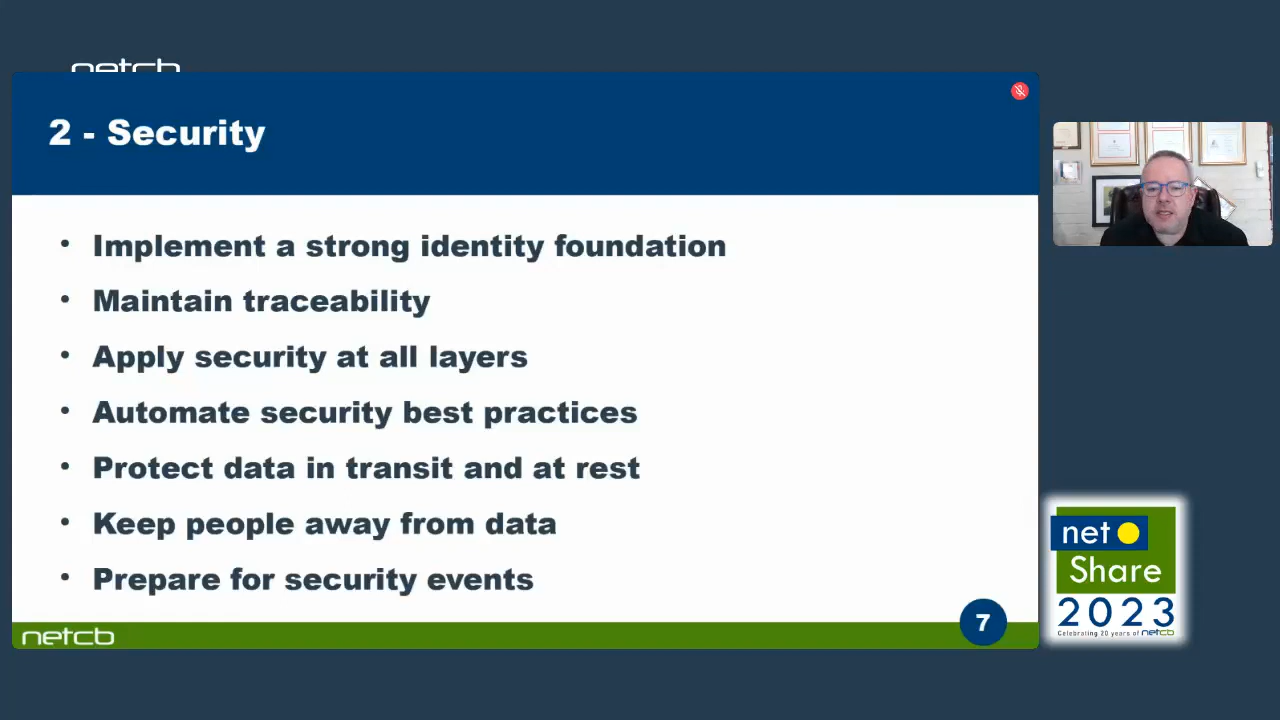 netcb
2 - Security
• Implement a strong identity foundation
• Maintain traceability
• Apply security at all layers
• Automate security best practices
• Protect data in transit and at rest
• Keep people away from data
• Prepare for security events
netcb
7
net
Share
2023
Celebrating 20 years of netcb